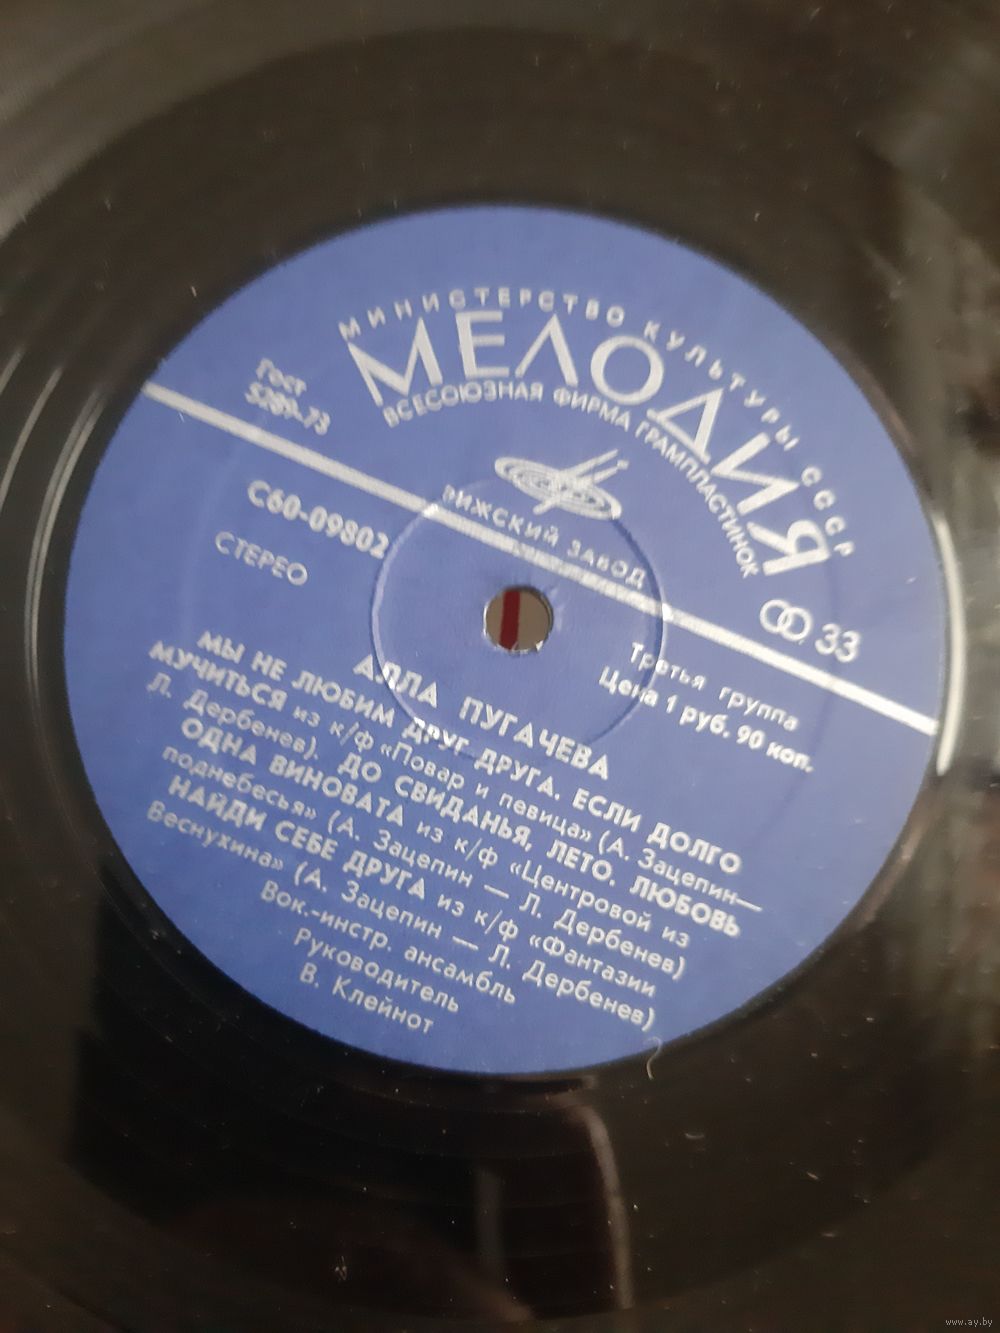 МИНИСТЕРСТВО КУЛЬТУРЫ СССР
МЕЛОДИЯ
ВСЕСОЮЗНАЯ ФИРМА ГРАМПЛАСТИНОК
Гост
5289-73
РИЖСКИЙ ЗАВОД
33
С60-09802
СТЕРЕО
Третья группа
Цена 1 руб. 90 коп.
АЛЛА ПУГАЧЕВА
МЫ НЕ ЛЮБИМ ДРУГ ДРУГА. ЕСЛИ ДОЛГО
МУЧИТЬСЯ из к/ф «Повар и певица» (А. Зацепин—
Л. Дербенев). ДО СВИДАНЬЯ, ЛЕТО. ЛЮБОВЬ
ОДНА ВИНОВАТА из к/ф «Центровой из
поднебесья» (А. Зацепин — Л. Дербенев)
НАЙДИ СЕБЕ ДРУГА из к/ф «Фантазии
Веснухина» (А. Зацепин — Л. Дербенев)
Вок.-инстр. ансамбль
Руководитель
В. Клейнот
www.ay.by